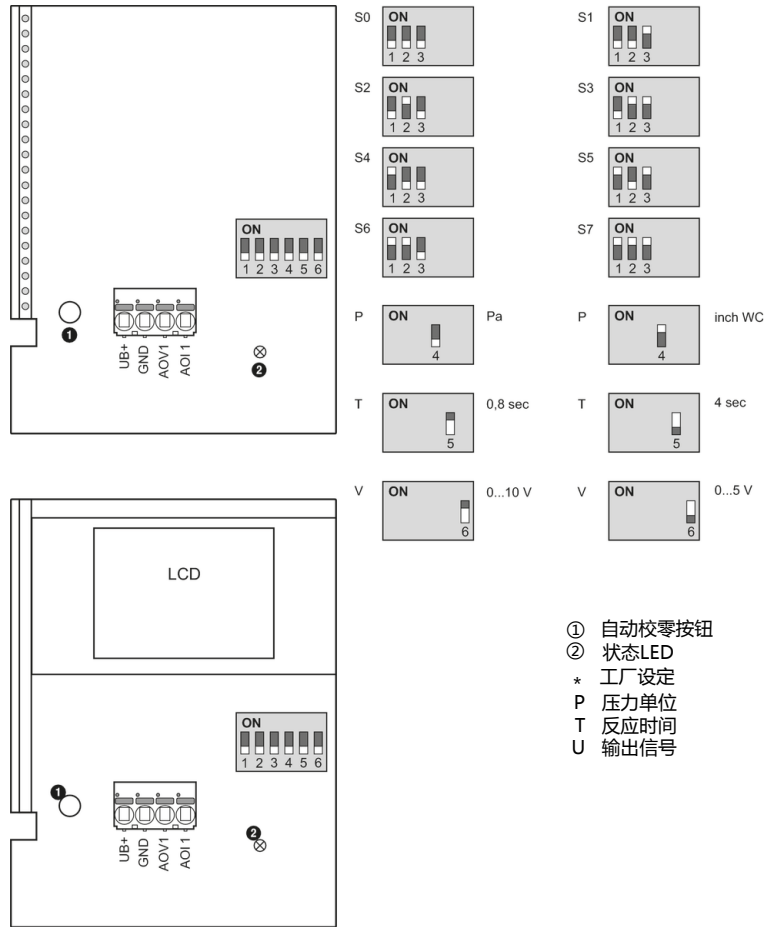 S0 ON
1 2 3
S1 ON
1 2 3
S2 ON
1 2 3
S3 ON
1 2 3
S4 ON
1 2 3
S5 ON
1 2 3
S6 ON
1 2 3
S7 ON
1 2 3
P ON Pa
4
P ON inch WC
4
T ON 0,8 sec
5
T ON 4 sec
5
V ON 0...10 V
6
V ON 0...5 V
6
ON
1 2 3 4 5 6
❶
UB+
GND
AOV1
AOI 1
❷
LCD
ON
1 2 3 4 5 6
❶
UB+
GND
AOV1
AOI 1
❷
① 自动校零按钮
② 状态LED
* 工厂设定
P 压力单位
T 反应时间
U 输出信号